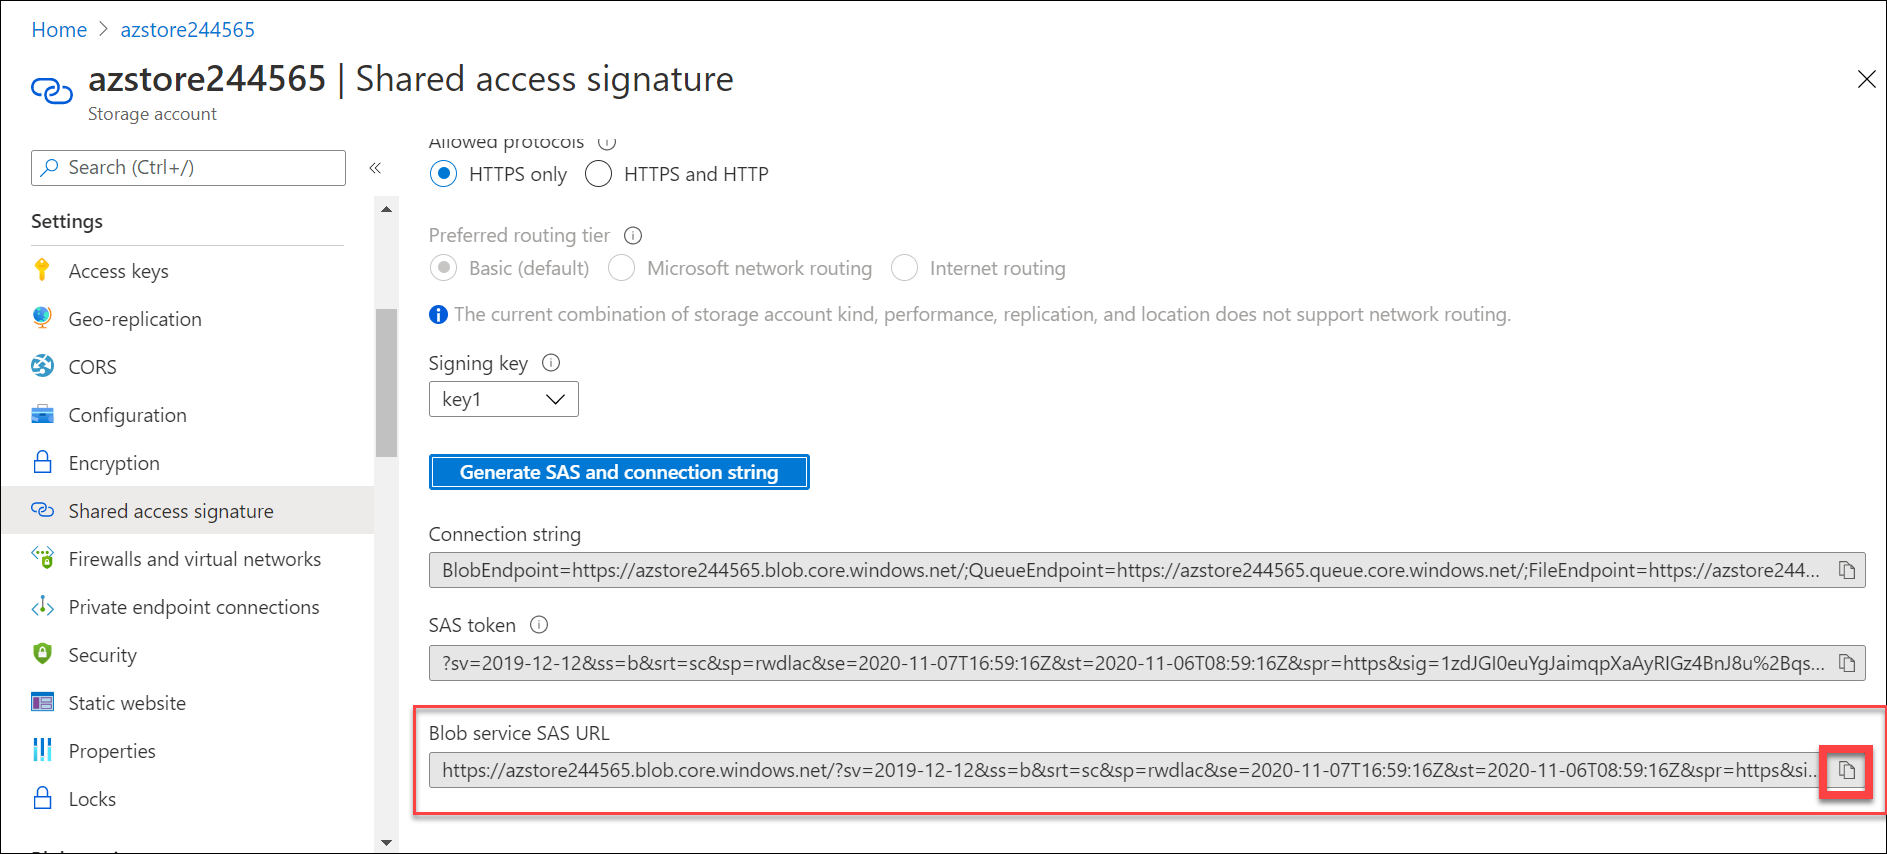 Home > azstore244565
azstore244565 | Shared access signature
Storage account
Search (Ctrl+/)
«
Settings
Access keys
Geo-replication
CORS
Configuration
Encryption
Shared access signature
Firewalls and virtual networks
Private endpoint connections
Security
Static website
Properties
Locks
Allowed protocols
HTTPS only
HTTPS and HTTP
Preferred routing tier
Basic (default)
Microsoft network routing
Internet routing
The current combination of storage account kind, performance, replication, and location does not support network routing.
Signing key
key1
Generate SAS and connection string
Connection string
BlobEndpoint=https://azstore244565.blob.core.windows.net/;QueueEndpoint=https://azstore244565.queue.core.windows.net/;FileEndpoint=https://azstore244...
SAS token
?sv=2019-12-12&ss=b&srt=sc&sp=rwdlac&se=2020-11-07T16:59:16Z&st=2020-11-06T08:59:16Z&spr=https&sig=1zdJGI0euYgJaimqpXaAyRIGz4BnJ8u%2Bqs...
Blob service SAS URL
https://azstore244565.blob.core.windows.net/?sv=2019-12-12&ss=b&srt=sc&sp=rwdlac&se=2020-11-07T16:59:16Z&st=2020-11-06T08:59:16Z&spr=https&si...